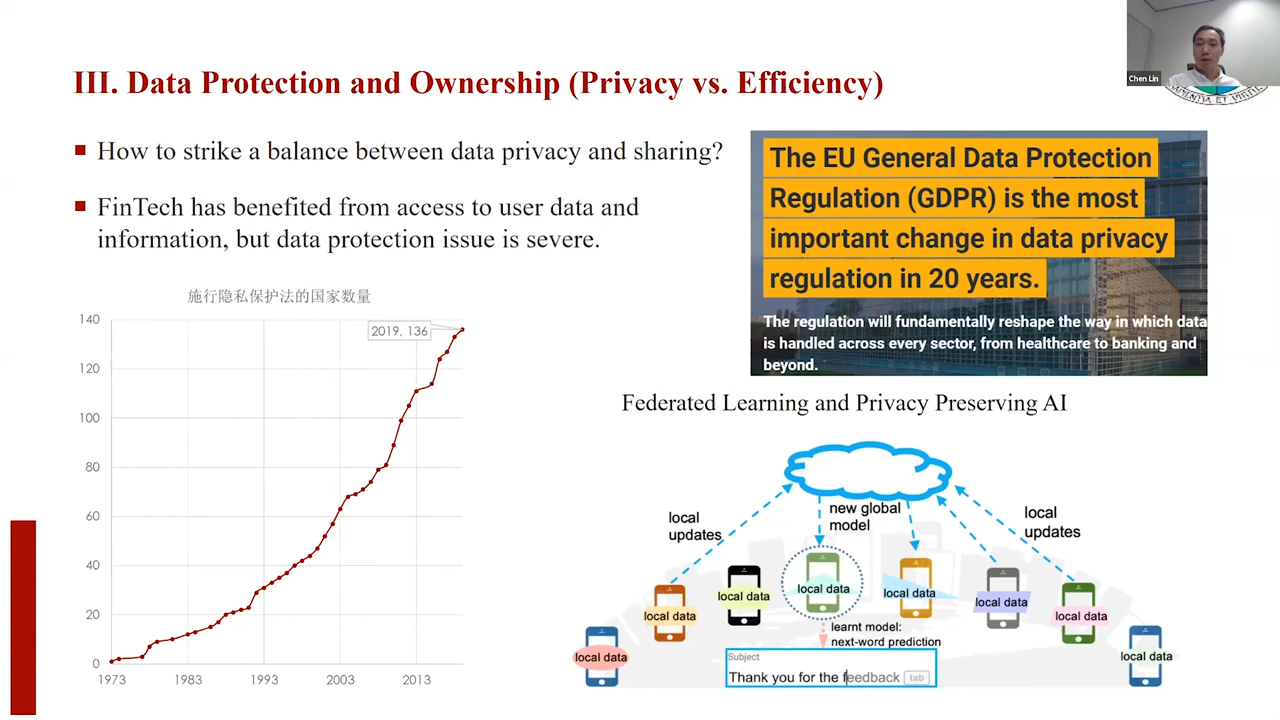 III. Data Protection and Ownership (Privacy vs. Efficiency)
Chen Lin
How to strike a balance between data privacy and sharing?
FinTech has benefited from access to user data and
information, but data protection issue is severe.
The EU General Data Protection
Regulation (GDPR) is the most
important change in data privacy
regulation in 20 years.
The regulation will fundamentally reshape the way in which data
is handled across every sector, from healthcare to banking and
beyond.
施行隐私保护法的国家数量
140
120
100
80
60
40
20
0
2019, 136
1973
1983
1993
2003
2013
Federated Learning and Privacy Preserving AI
local
updates
new global
model
local
updates
local data
local data
local data
local data
local data
local data
local data
local data
learnt model:
next-word prediction
Subject
Thank you for the feedback tab